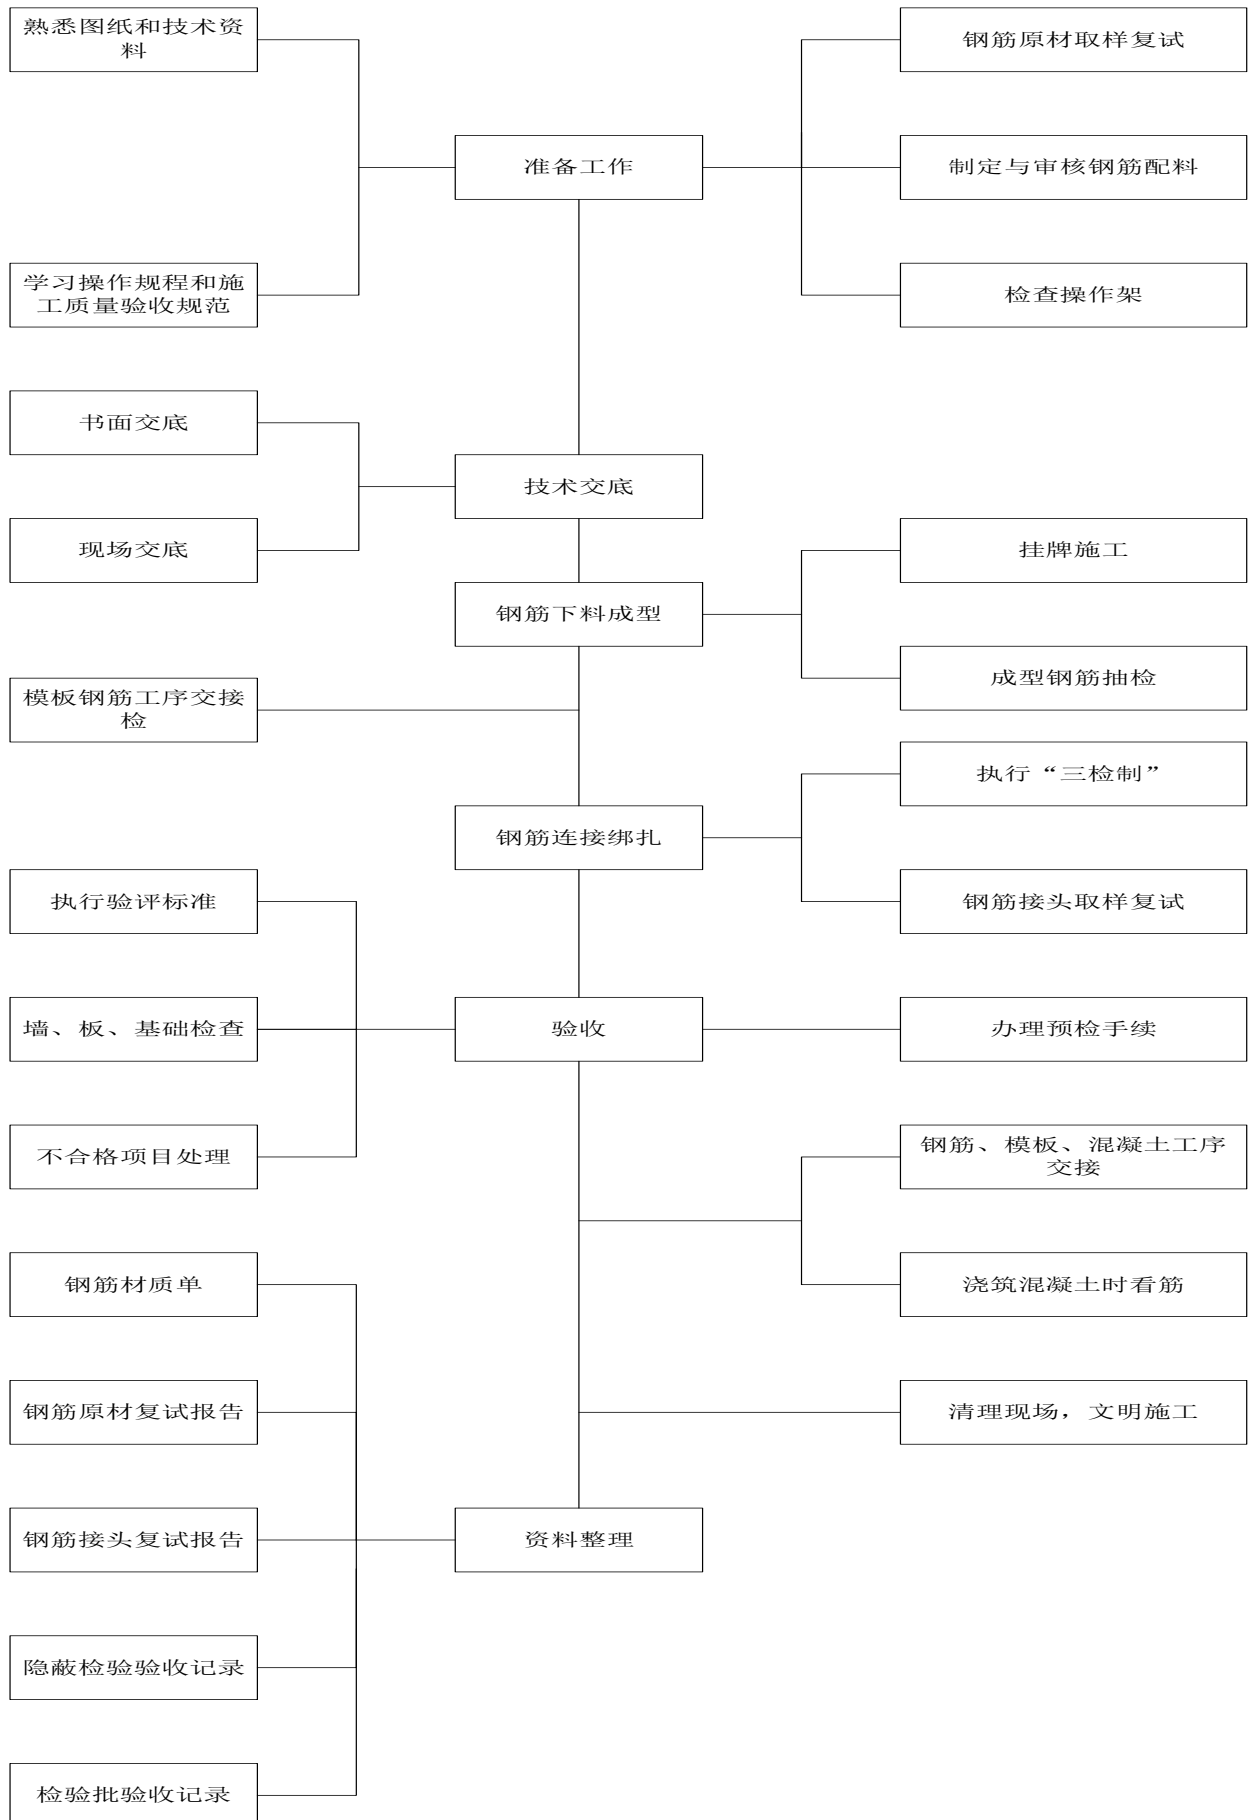 熟悉图纸和技术资
料
钢筋原材取样复试
准备工作
制定与审核钢筋配料
学习操作规程和施
工质量验收规范
检查操作架
书面交底
技术交底
现场交底
挂牌施工
钢筋下料成型
成型钢筋抽检
模板钢筋工序交接
检
执行“三检制”
钢筋连接绑扎
执行验评标准
钢筋接头取样复试
墙、板、基础检查
验收
办理预检手续
不合格项目处理
钢筋、模板、混凝土工序
交接
钢筋材质单
浇筑混凝土时看筋
钢筋原材复试报告
清理现场，文明施工
钢筋接头复试报告
资料整理
隐蔽检验验收记录
检验批验收记录